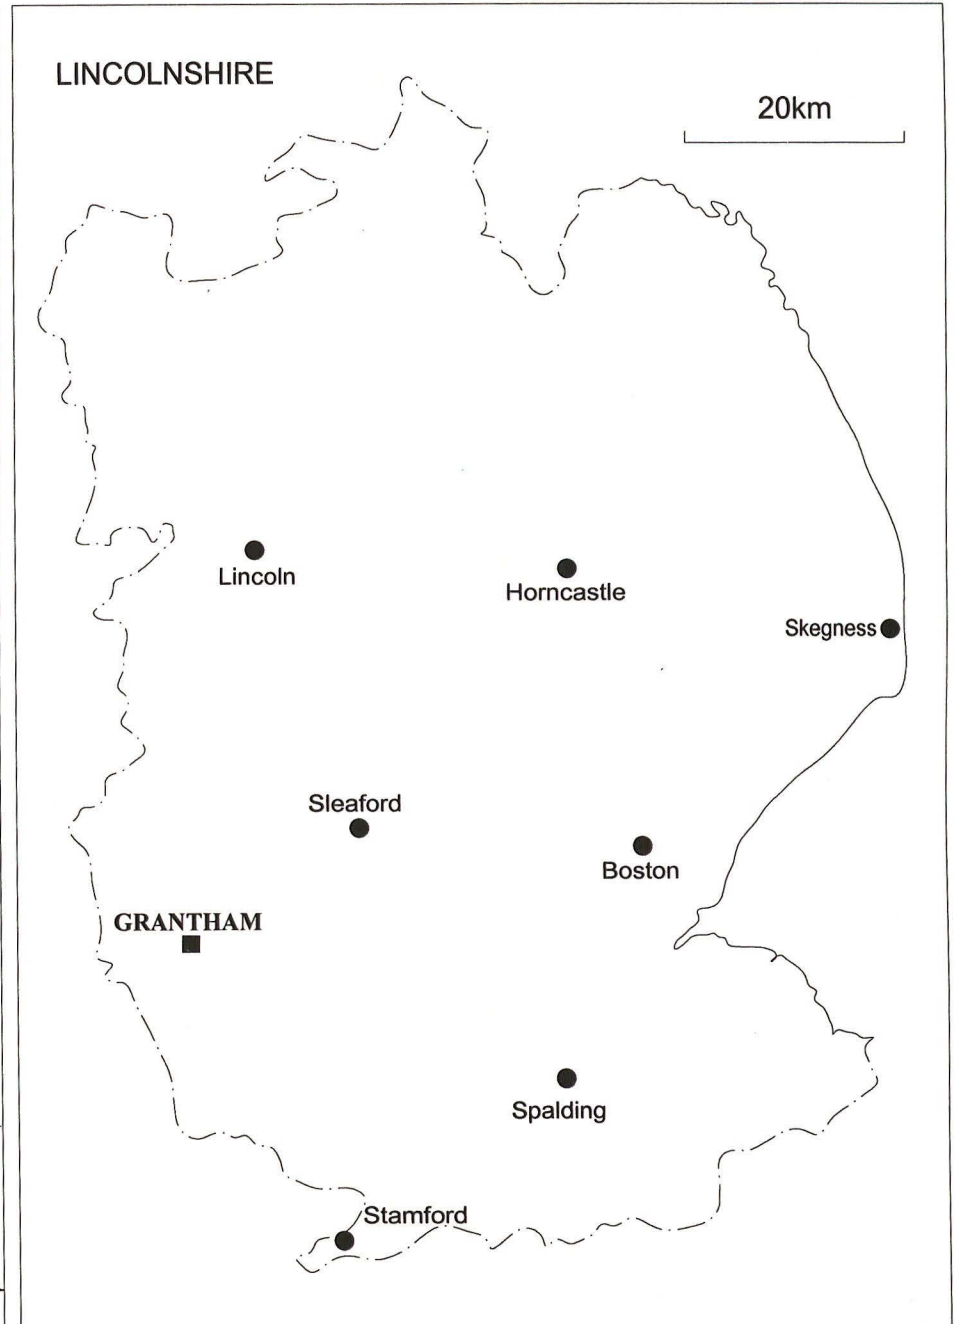 LINCOLNSHIRE
20km
Lincoln
Horncastle
Skegness
Sleaford
Boston
GRANTHAM
Spalding
Stamford